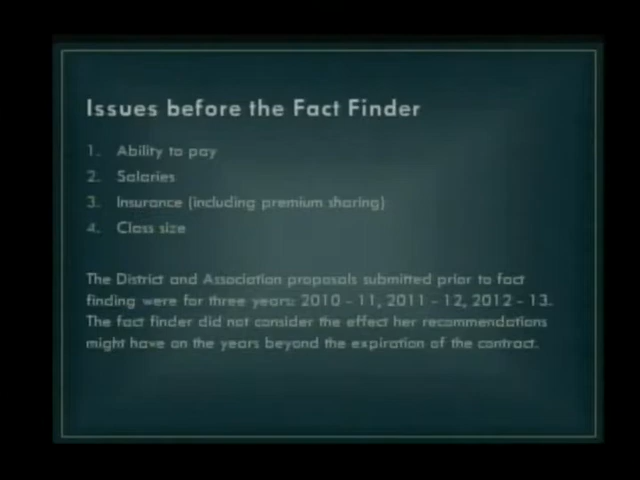 Issues before the Fact Finder
1. Ability to pay
2. Salaries
3. Insurance (including premium sharing)
4. Class size
The District and Association proposals submitted prior to fact
finding were for three years: 2010 - 11, 2011 - 12, 2012 - 13.
The fact finder did not consider the effect her recommendations
might have on the years beyond the expiration of the contract.